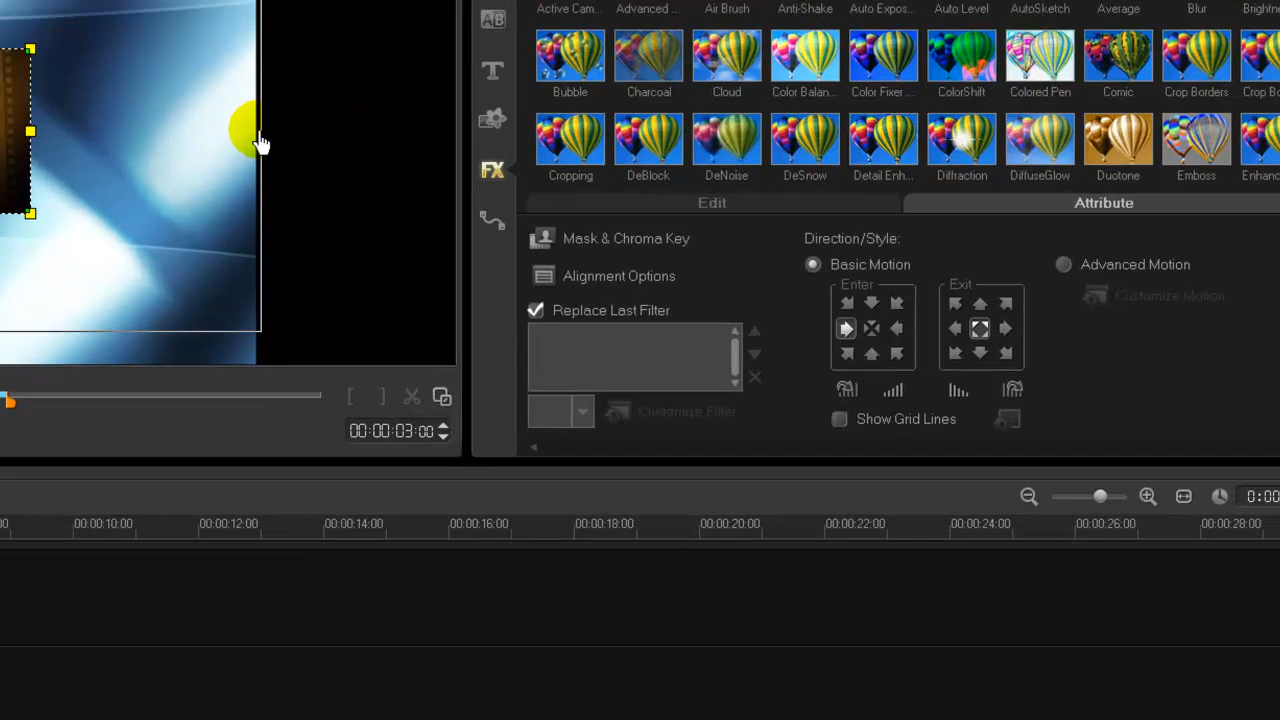 Active Cam... Advanced ... Air Brush Anti-Shake Auto Expos... Auto Level AutoSketch Average Blur Brightn
AB
T
FX
Bubble Charcoal Cloud Color Balan... Color Fixer ... ColorShift Colored Pen Comic Crop Borders Crop Bo
Cropping DeBlock DeNoise DeSnow Detail Enh... Diffraction DiffuseGlow Duotone Emboss Enhanc
Edit Attribute
Mask & Chroma Key
Alignment Options
Replace Last Filter
Customize Filter
Direction/Style:
Basic Motion
Advanced Motion
Customize Motion
Enter Exit
Show Grid Lines
00:00:03:00
0:00
00:00:10:00 00:00:12:00 00:00:14:00 00:00:16:00 00:00:18:00 00:00:20:00 00:00:22:00 00:00:24:00 00:00:26:00 00:00:28:00